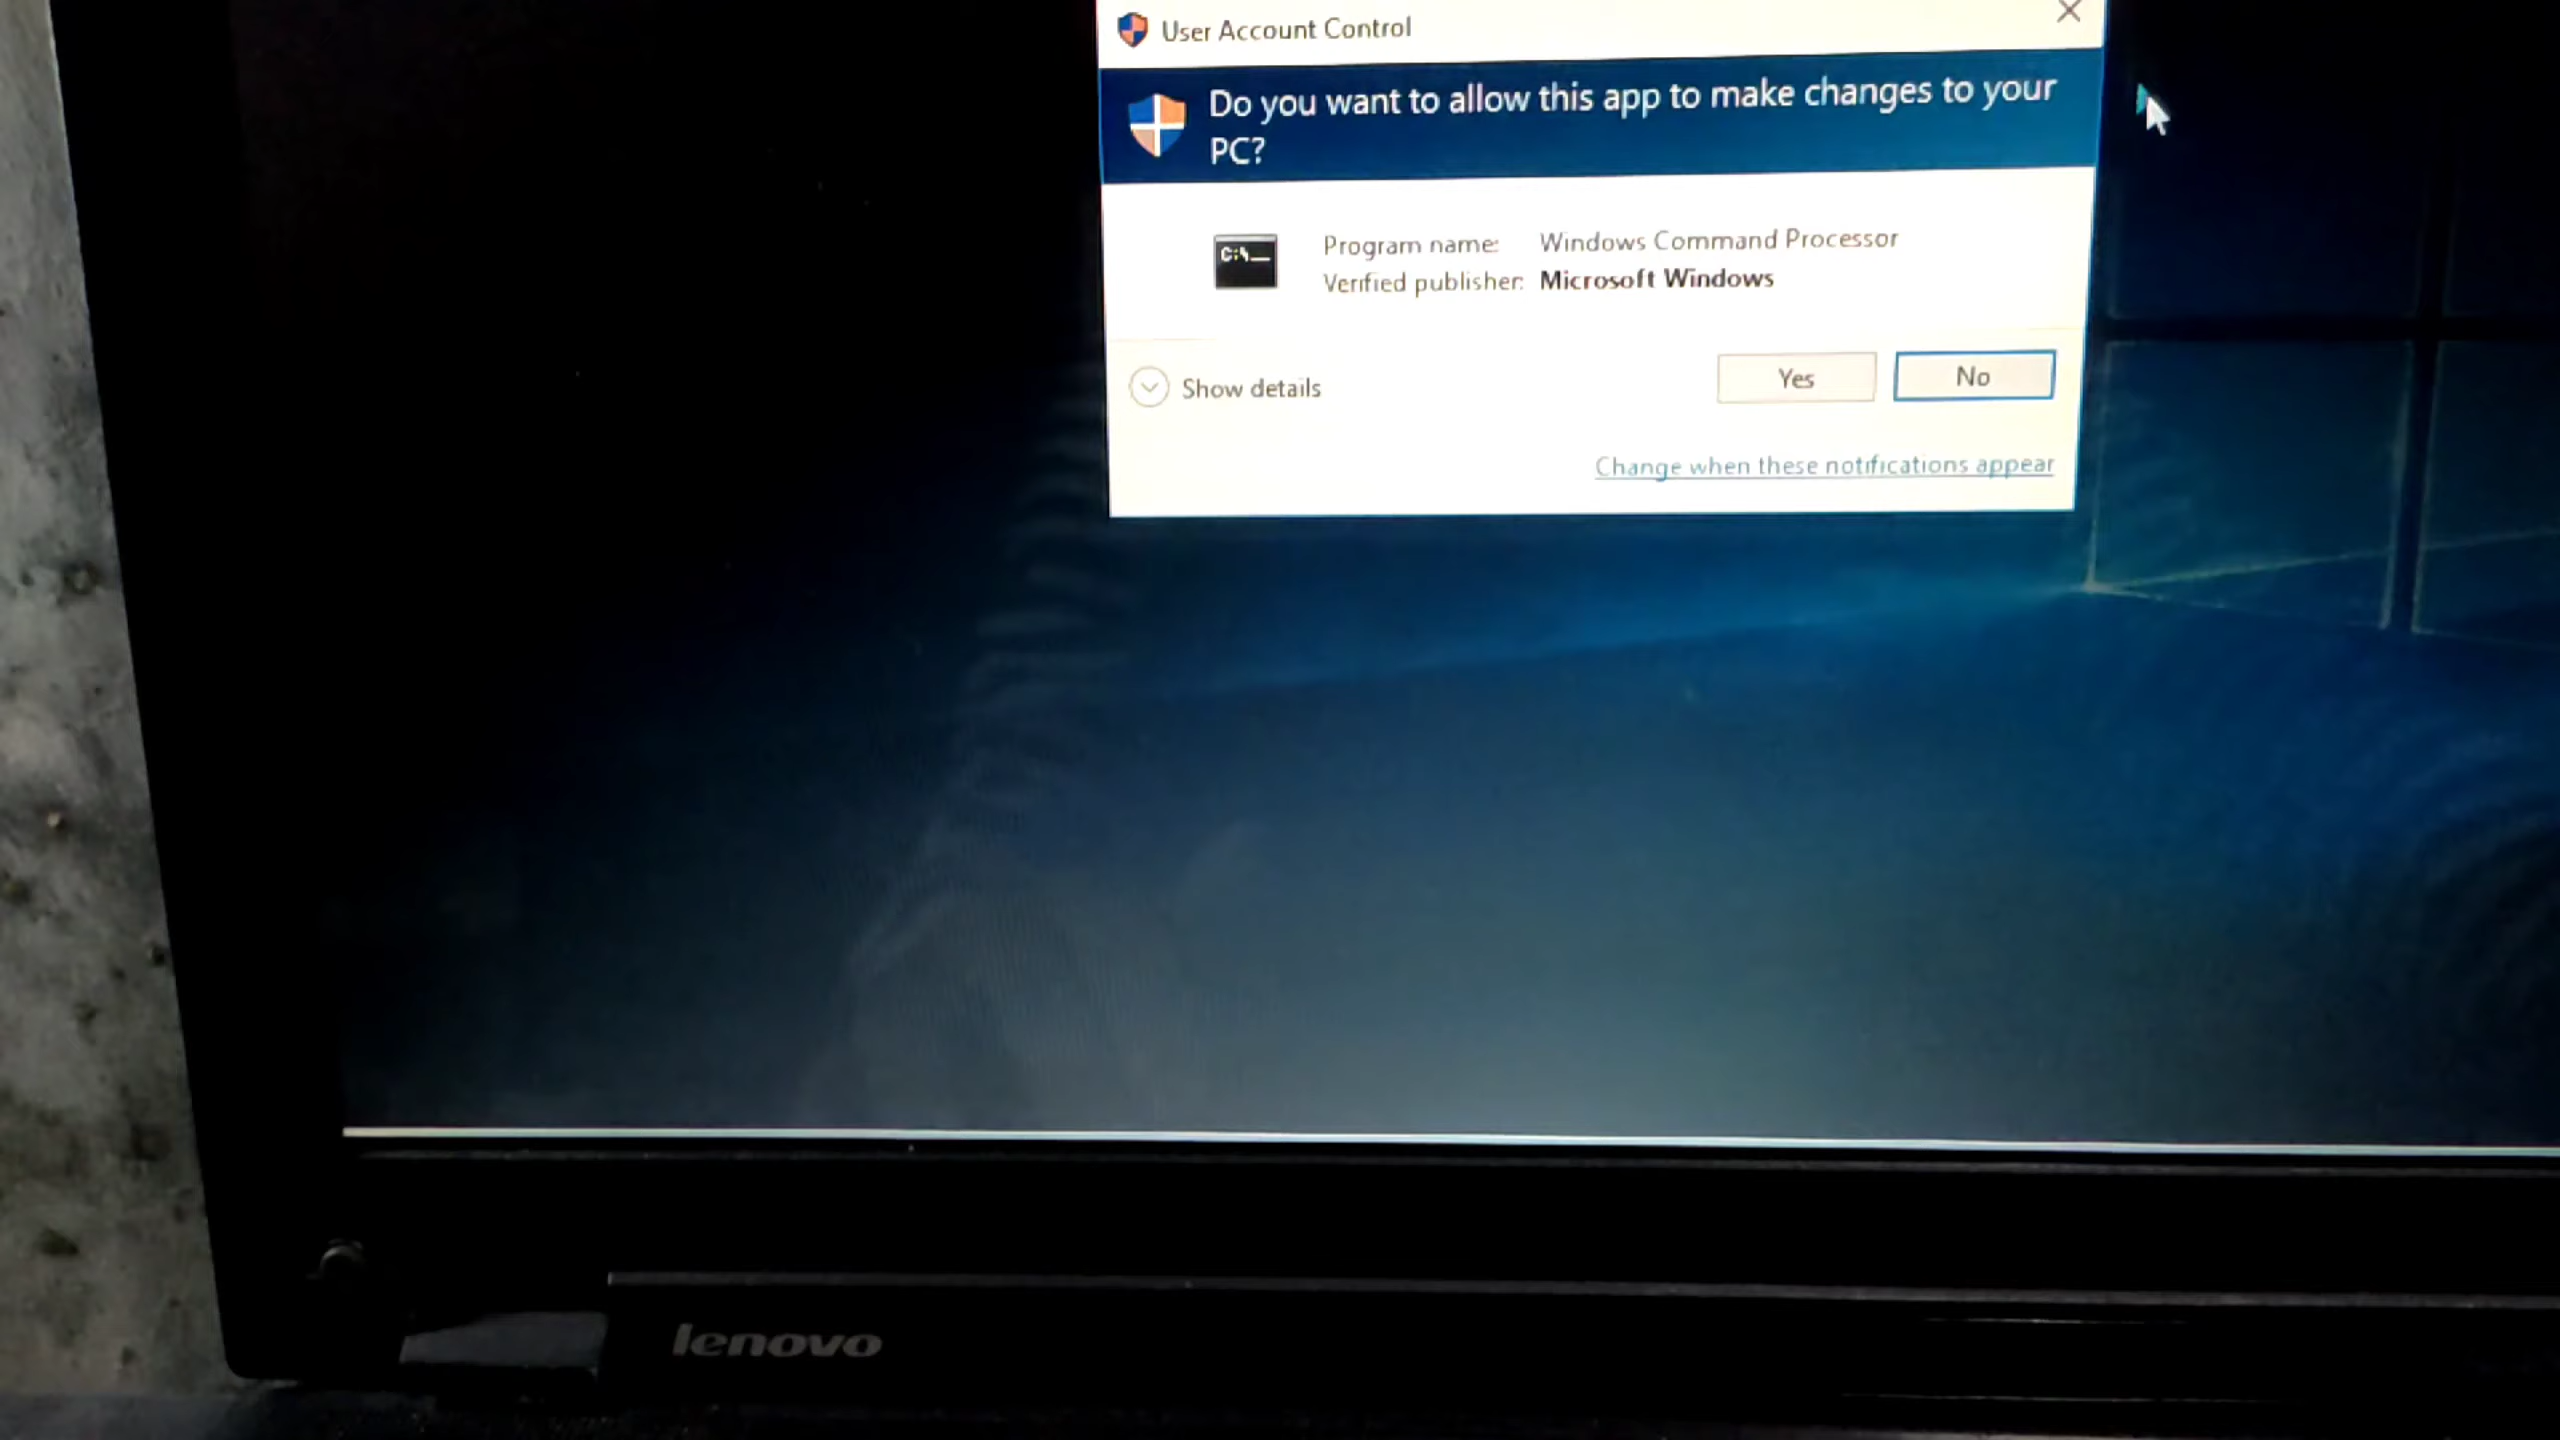 User Account Control
Do you want to allow this app to make changes to your
PC?
C:\_
Program name: Windows Command Processor
Verified publisher: Microsoft Windows
Show details
Yes
No
Change when these notifications appear
lenovo